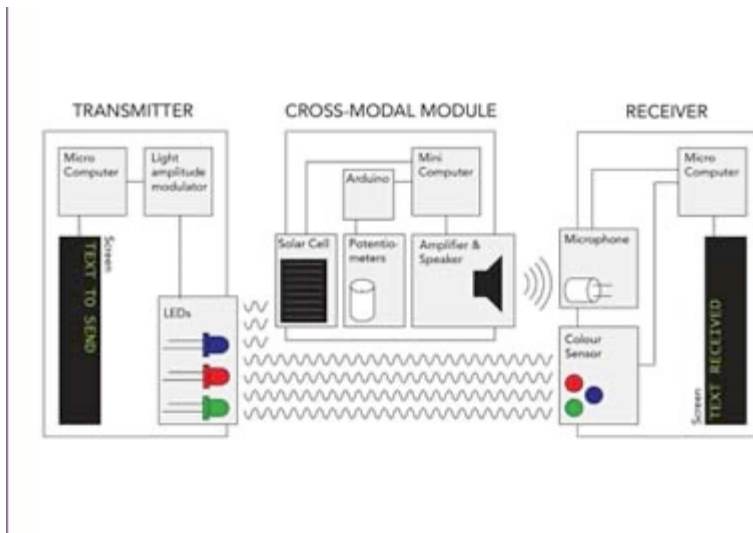 TRANSMITTER
Micro
Computer
Light
amplitude
modulator
Screen
TEXT TO SEND
LEDs
CROSS-MODAL MODULE
Mini
Computer
Arduino
Solar Cell
Potentio-
meters
Amplifier &
Speaker
RECEIVER
Micro
Computer
Microphone
Colour
Sensor
Screen
TEXT RECEIVED